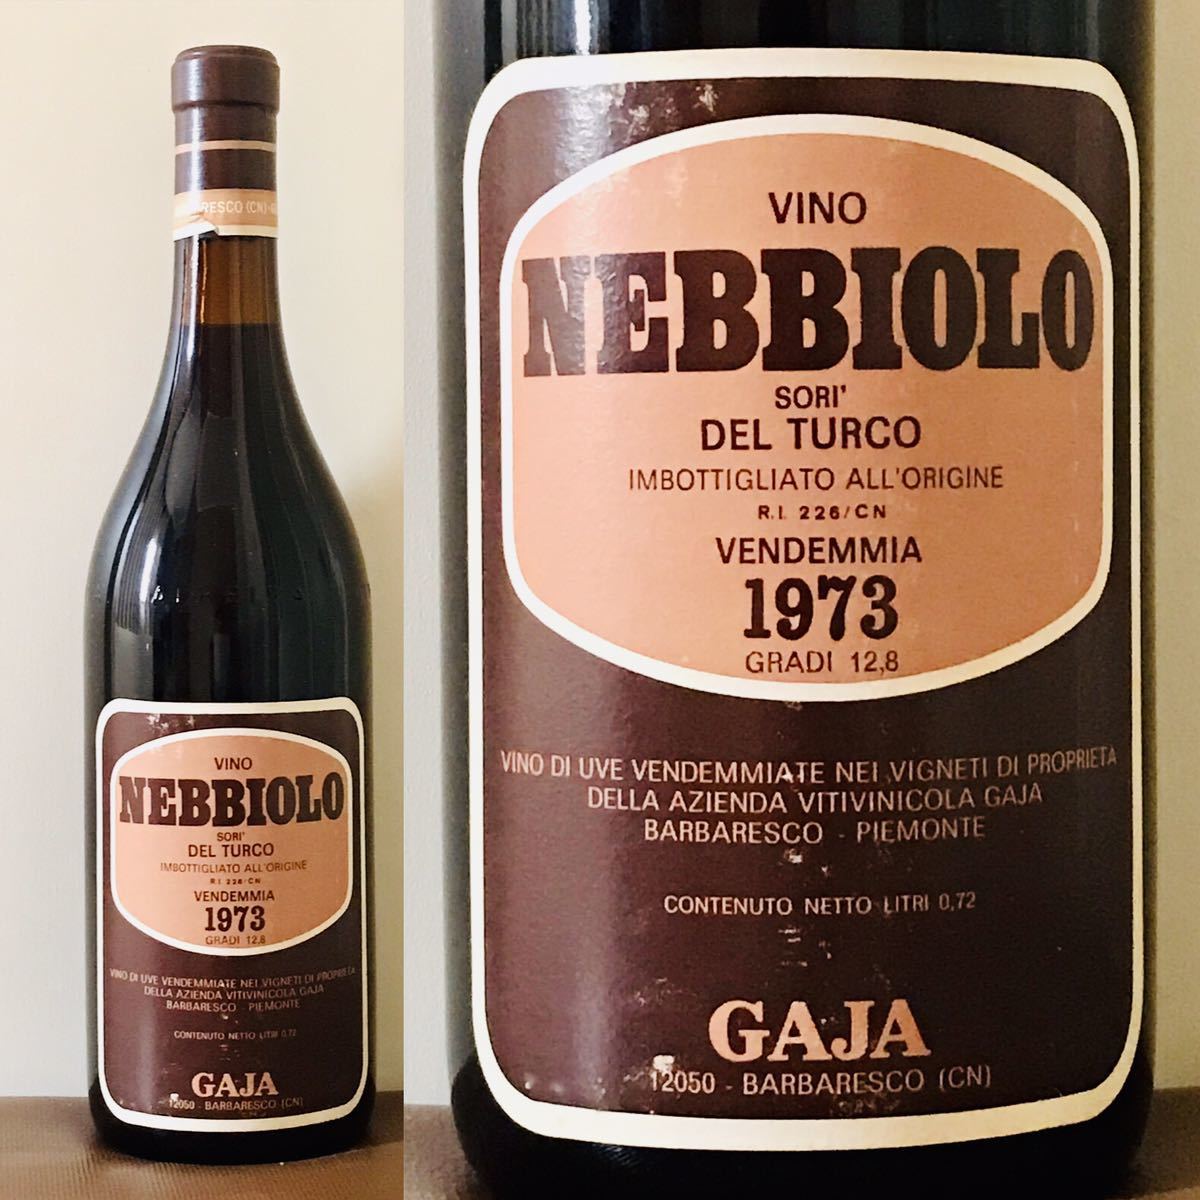 RESCO (CN)
VINO
NEBBIOLO
SORI'
DEL TURCO
IMBOTTIGLIATO ALL'ORIGINE
R.I. 226/CN
VENDEMMIA
1973
GRADI 12,8
VINO DI UVE VENDEMMIATE NEI VIGNETI DI PROPRIETA
DELLA AZIENDA VITIVINICOLA GAJA
BARBARESCO - PIEMONTE
CONTENUTO NETTO LITRI 0,72
GAJA
12050 - BARBARESCO (CN)
VINO
NEBBIOLO
SORI'
DEL TURCO
IMBOTTIGLIATO ALL'ORIGINE
R.I. 226/CN
VENDEMMIA
1973
GRADI 12,8
VINO DI UVE VENDEMMIATE NEI VIGNETI DI PROPRIETA
DELLA AZIENDA VITIVINICOLA GAJA
BARBARESCO - PIEMONTE
CONTENUTO NETTO LITRI 0,72
GAJA
12050 - BARBARESCO (CN)